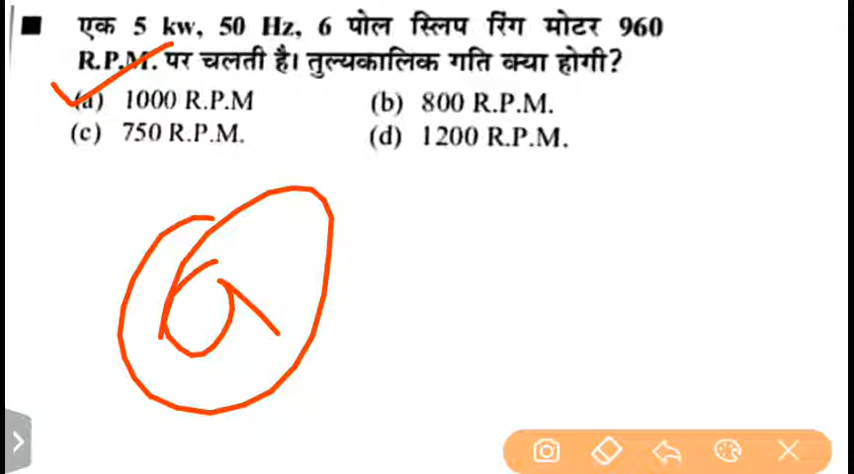 ■ एक 5 kw, 50 Hz, 6 पोल स्लिप रिंग मोटर 960
R.P.M. पर चलती है। तुल्यकालिक गति क्या होगी?
(a) 1000 R.P.M (b) 800 R.P.M.
(c) 750 R.P.M. (d) 1200 R.P.M.
a